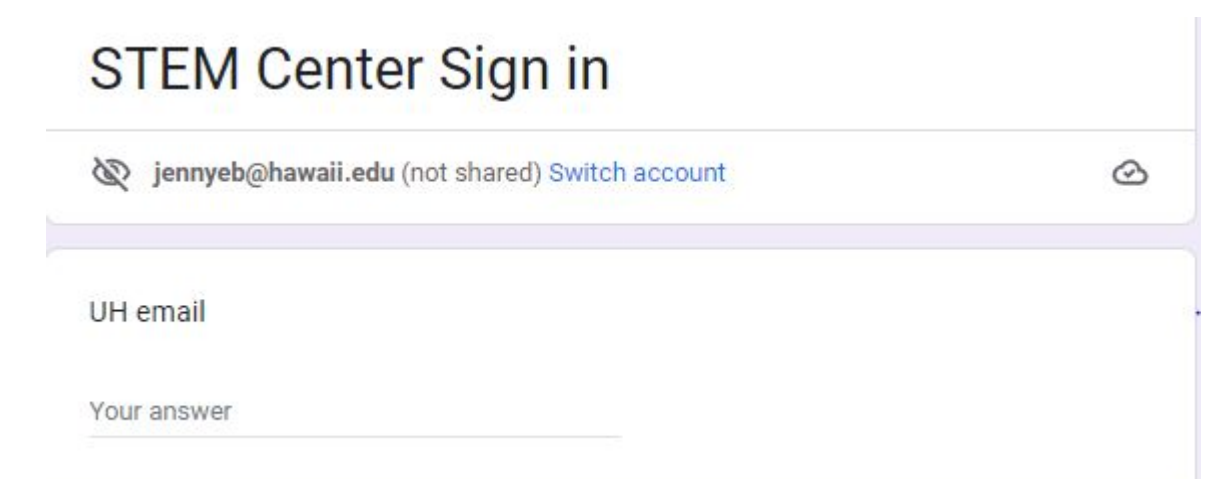 STEM Center Sign in
jennyeb@hawaii.edu (not shared) Switch account
UH email
Your answer